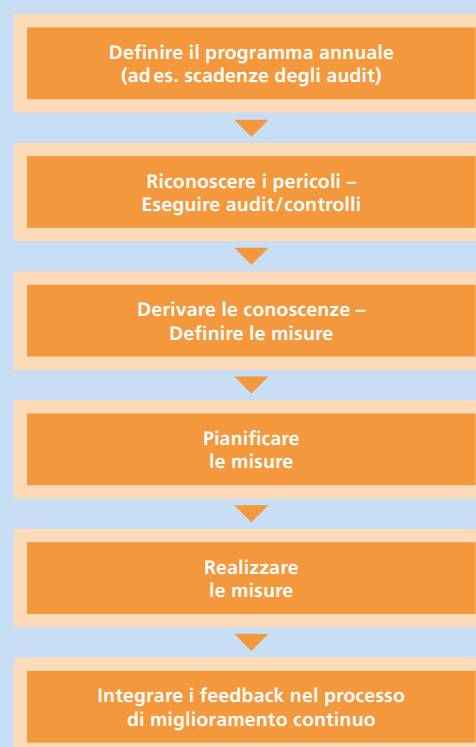 Definire il programma annuale
(ad es. scadenze degli audit)
Riconoscere i pericoli –
Eseguire audit/controlli
Derivare le conoscenze –
Definire le misure
Pianificare
le misure
Realizzare
le misure
Integrare i feedback nel processo
di miglioramento continuo